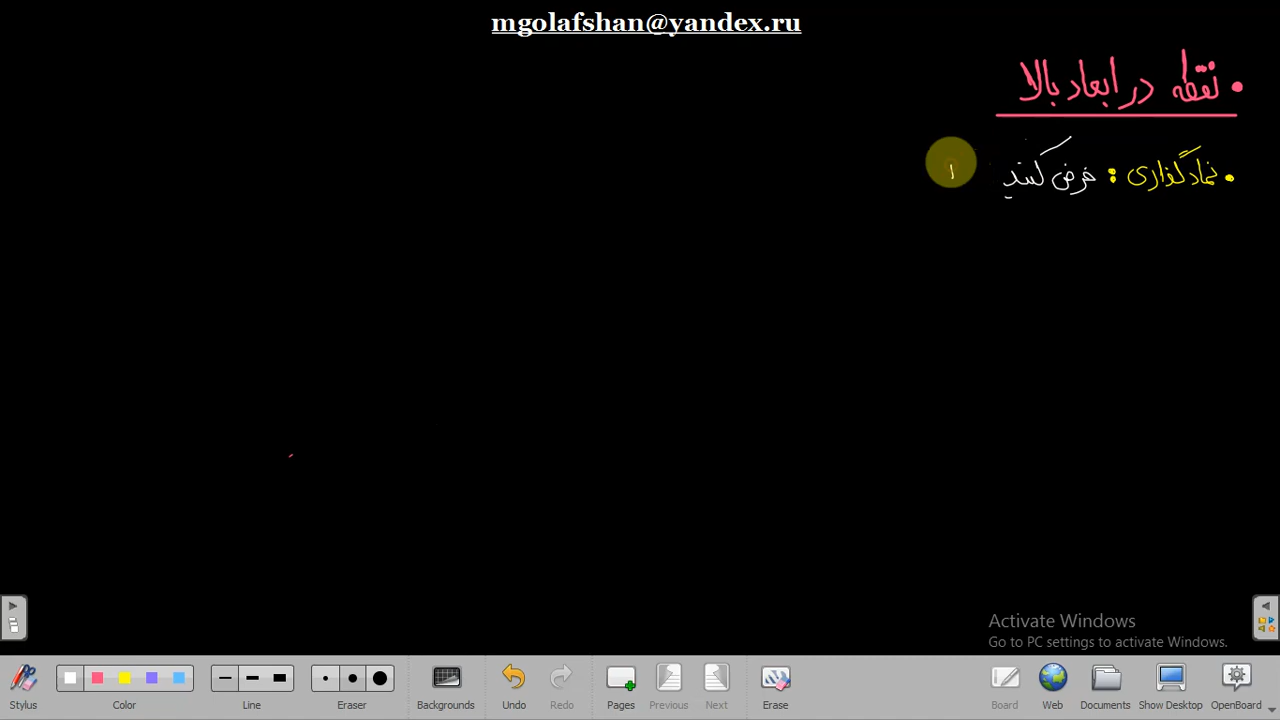 mgolafshan@yandex.ru
• نقطه در ابعاد بالا
• نمادگذاری : فرض کنید
Activate Windows
Go to PC settings to activate Windows.
Stylus
Color
Line
Eraser
Backgrounds
Undo
Redo
Pages
Previous
Next
Erase
Board
Web
Documents
Show Desktop
OpenBoard